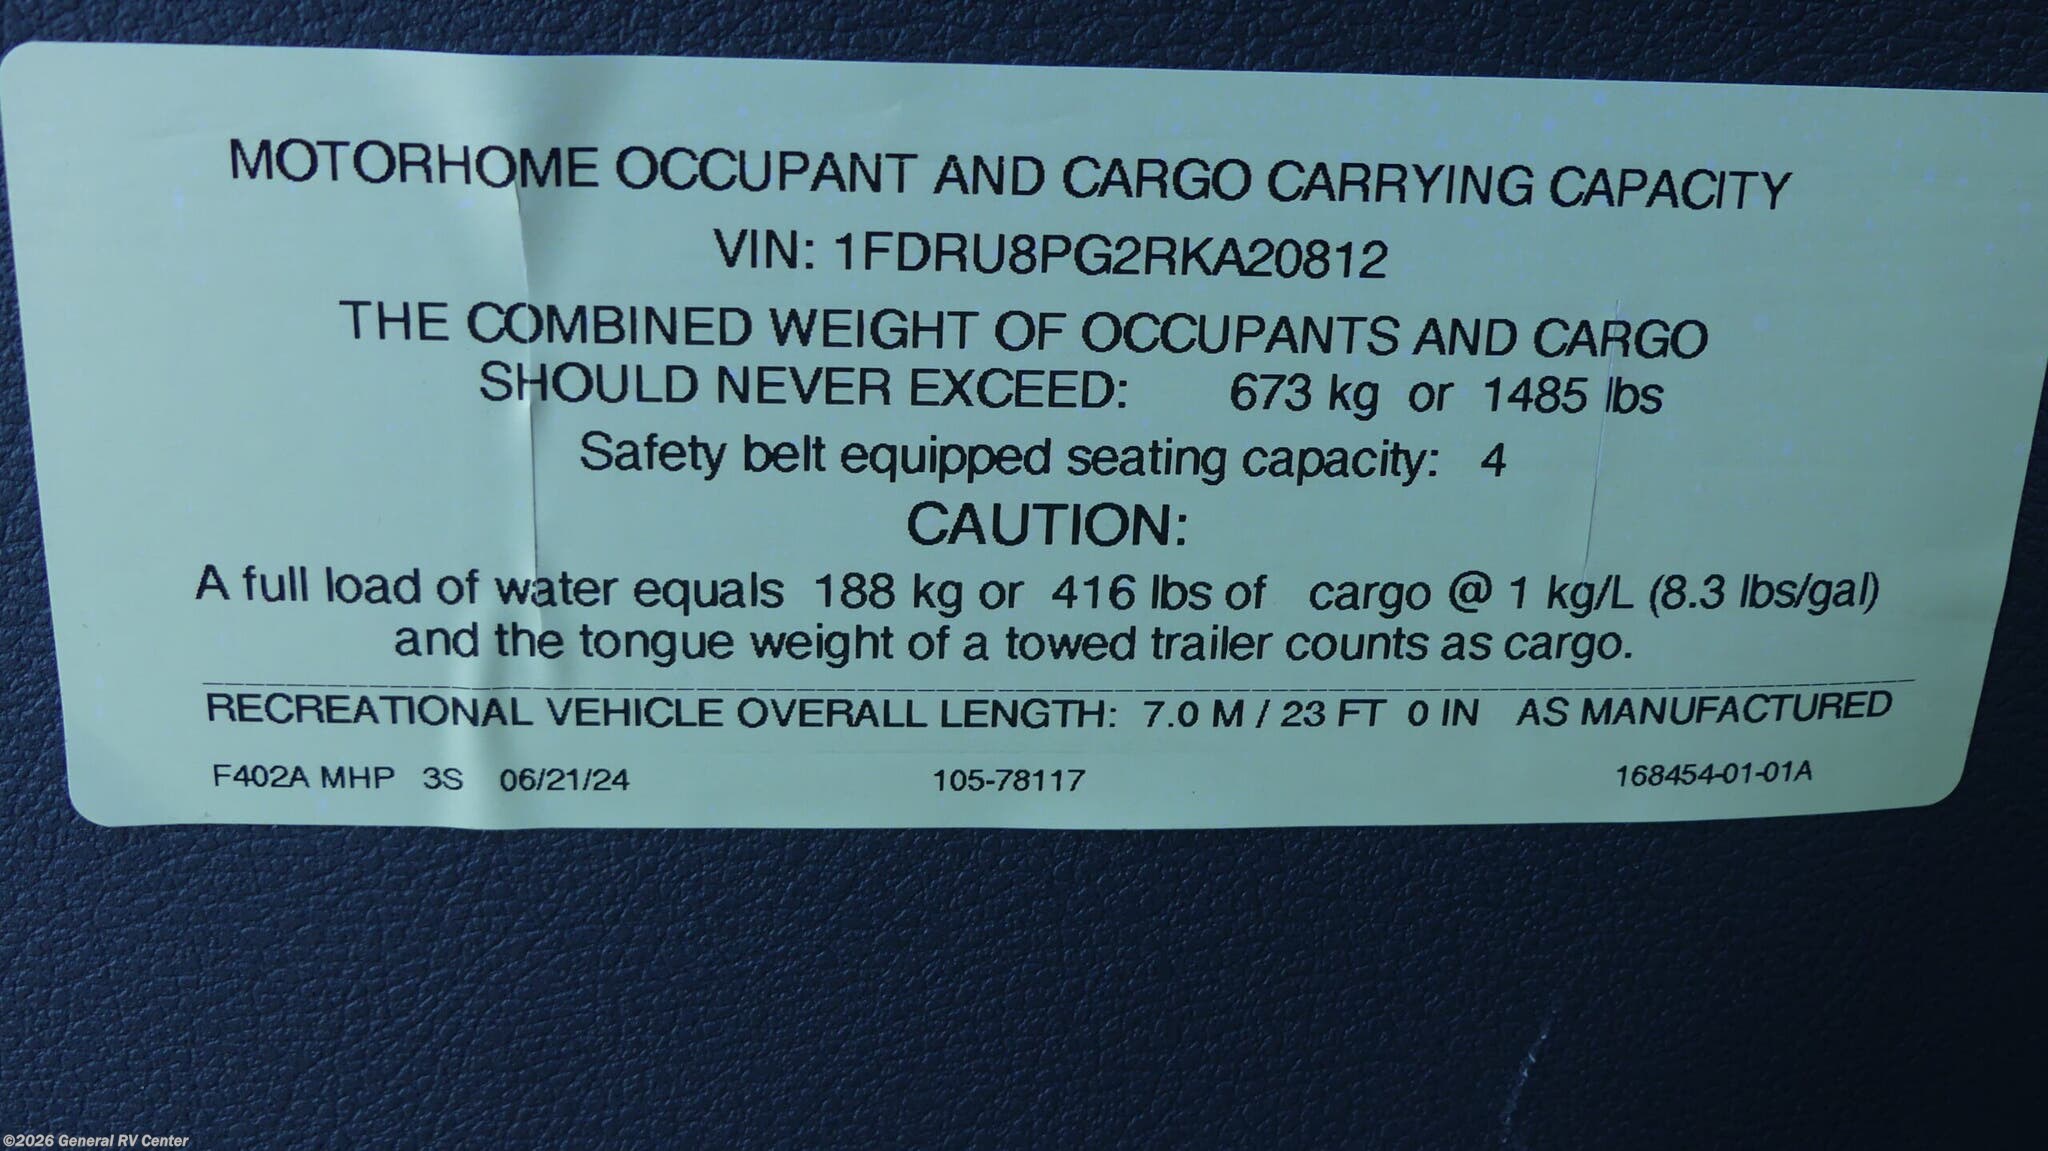 MOTORHOME OCCUPANT AND CARGO CARRYING CAPACITY
VIN: 1FDRU8PG2RKA20812
THE COMBINED WEIGHT OF OCCUPANTS AND CARGO
SHOULD NEVER EXCEED: 673 kg or 1485 lbs
Safety belt equipped seating capacity: 4
CAUTION:
A full load of water equals 188 kg or 416 lbs of cargo @ 1 kg/L (8.3 lbs/gal)
and the tongue weight of a towed trailer counts as cargo.
RECREATIONAL VEHICLE OVERALL LENGTH: 7.0 M / 23 FT 0 IN AS MANUFACTURED
F402A MHP 3S 06/21/24 105-78117 168454-01-01A
©2026 General RV Center